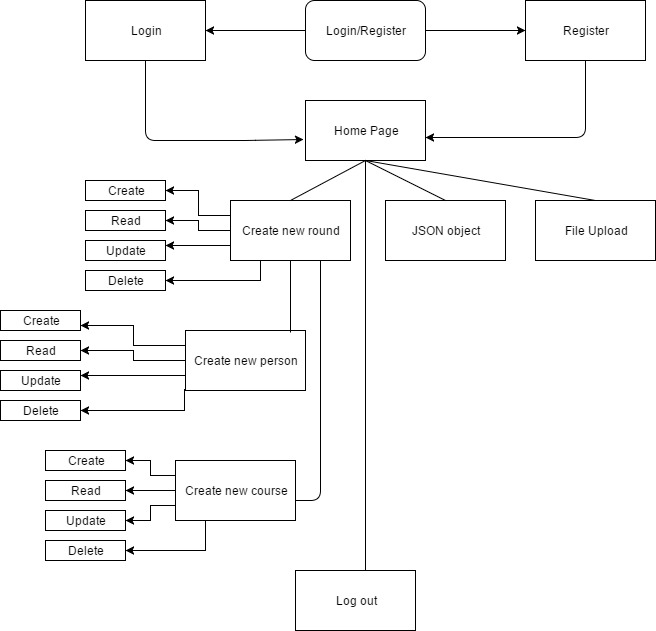 Login
Login/Register
Register
Home Page
Create
Read
Update
Delete
Create new round
JSON object
File Upload
Create
Read
Update
Delete
Create new person
Create
Read
Update
Delete
Create new course
Log out